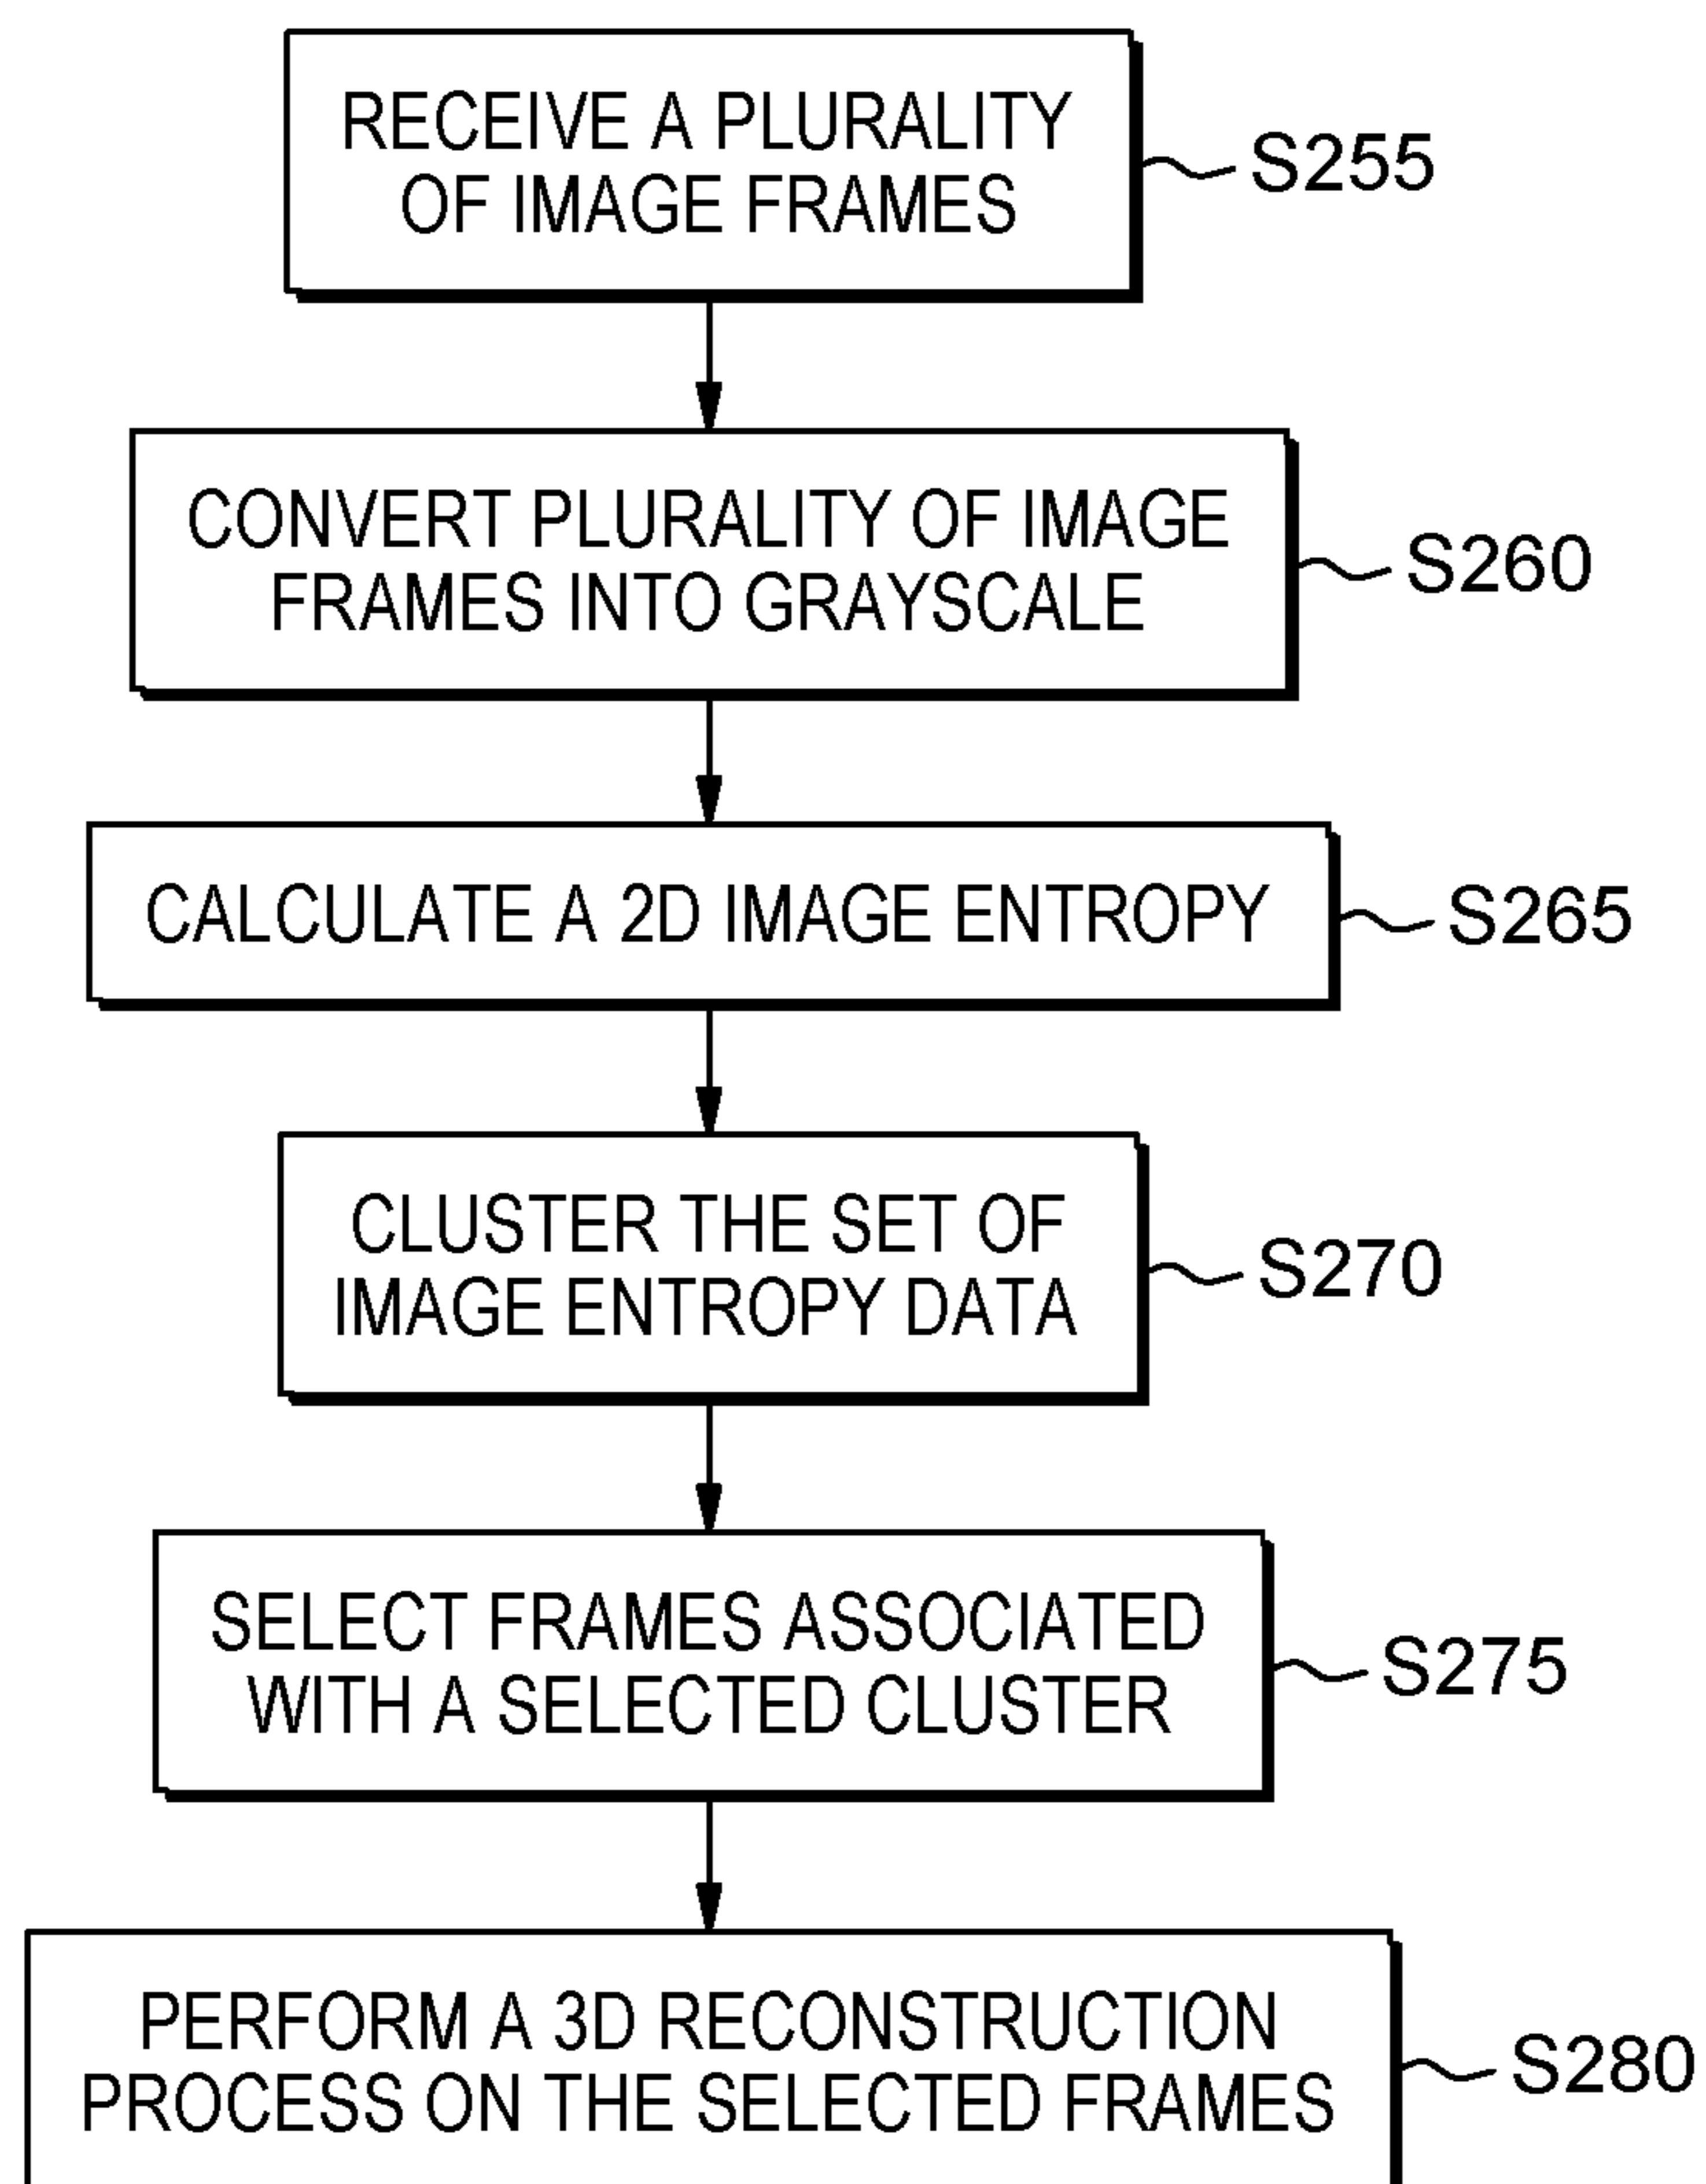 RECEIVE A PLURALITY
OF IMAGE FRAMES
S255
CONVERT PLURALITY OF IMAGE
FRAMES INTO GRAYSCALE
S260
CALCULATE A 2D IMAGE ENTROPY
S265
CLUSTER THE SET OF
IMAGE ENTROPY DATA
S270
SELECT FRAMES ASSOCIATED
WITH A SELECTED CLUSTER
S275
PERFORM A 3D RECONSTRUCTION
PROCESS ON THE SELECTED FRAMES
S280